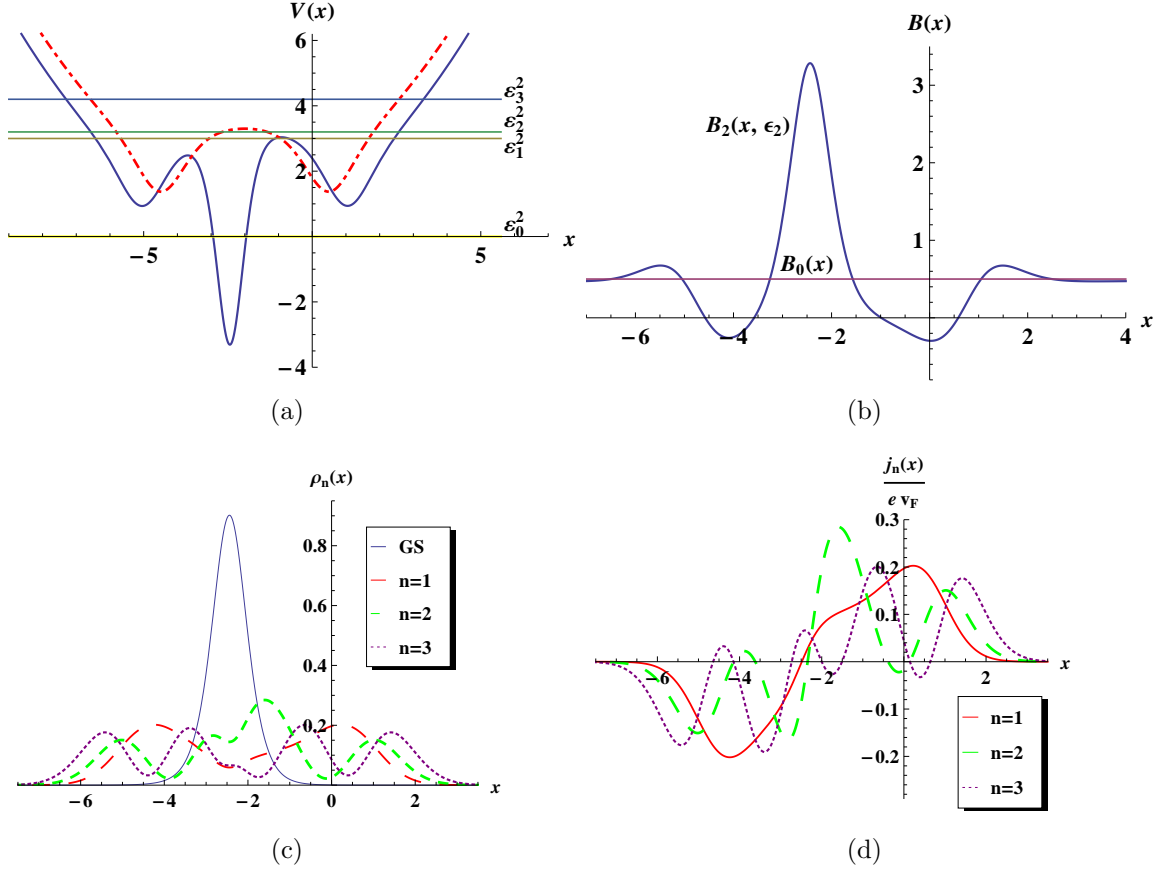 V(x)
6
4
2
−2
−4
−5
5
x
ε₃²
ε₂²
ε₁²
ε₀²
(a)
B(x)
3
1
B₂(x, ϵ₂)
B₀(x)
−6
−4
−2
2
4
x
(b)
ρₙ(x)
0.8
0.6
0.4
0.2
−6
−4
−2
0
2
x
GS
n=1
n=2
n=3
(c)
jₙ(x)
e v_F
0.3
0.2
0.1
−0.1
−0.2
−6
−4
−2
2
x
n=1
n=2
n=3
(d)